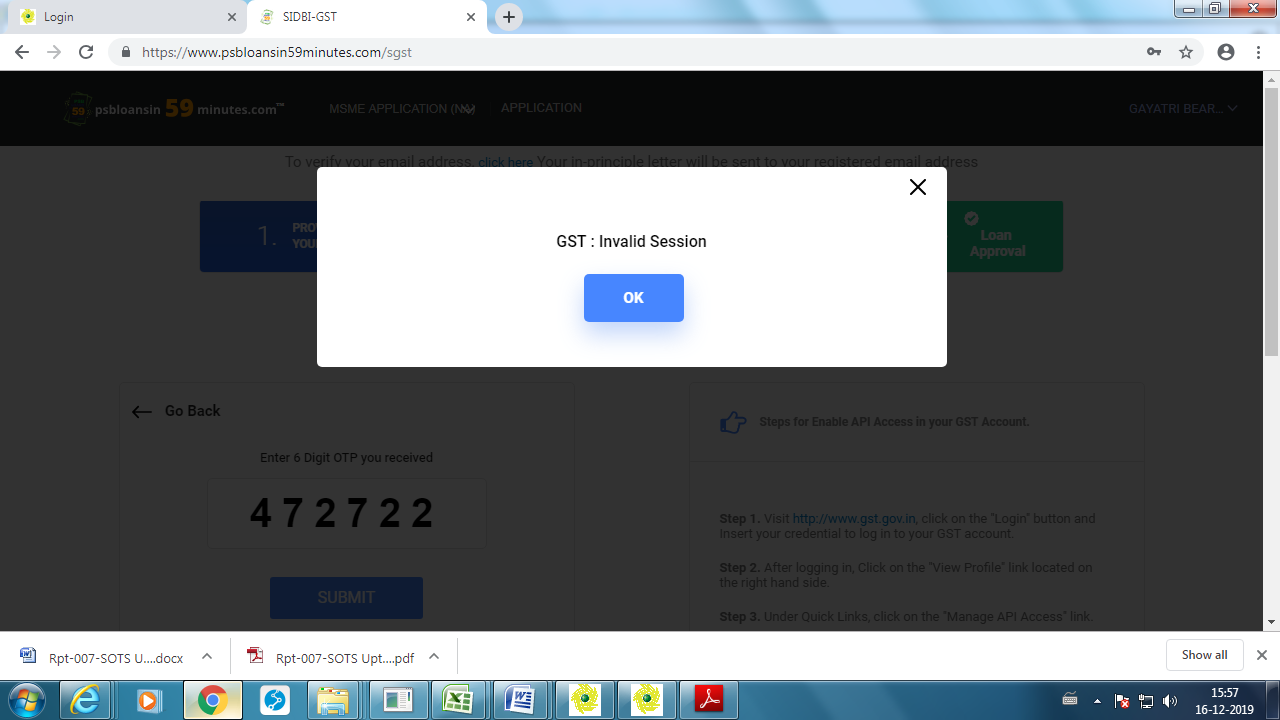 Login
SIDBI-GST
https://www.psbloansin59minutes.com/sgst
psbloansin 59 minutes.com™
MSME APPLICATION
APPLICATION
GAYATRI BEAR...
To verify your email address, click here Your in-principle letter will be sent to your registered email address
1.
Loan
Approval
GST : Invalid Session
OK
Go Back
Enter 6 Digit OTP you received
472722
SUBMIT
Steps for Enable API Access in your GST Account.
Step 1. Visit http://www.gst.gov.in, click on the "Login" button and
Insert your credential to log in to your GST account.
Step 2. After logging in, Click on the "View Profile" link located on
the right hand side.
Step 3. Under Quick Links, click on the "Manage API Access" link.
Rpt-007-SOTS U....docx
Rpt-007-SOTS Upt....pdf
Show all
15:57
16-12-2019